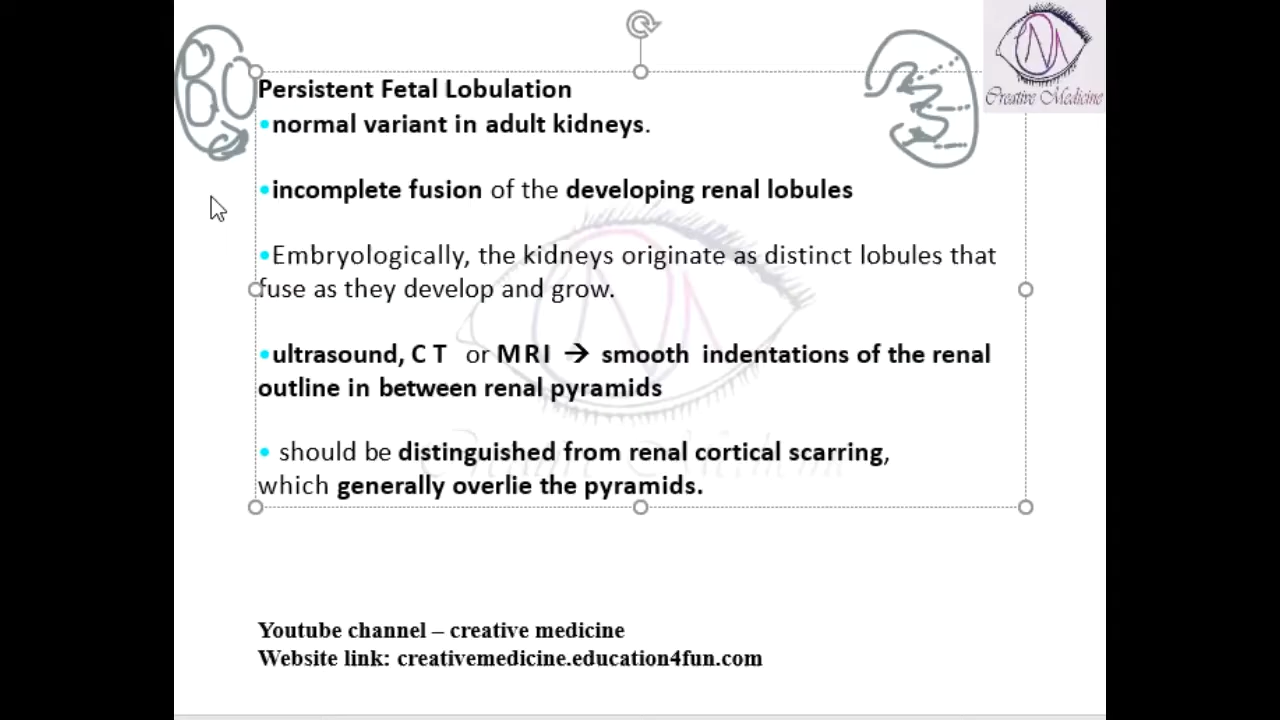 Creative Medicine
Persistent Fetal Lobulation
•normal variant in adult kidneys.
•incomplete fusion of the developing renal lobules
•Embryologically, the kidneys originate as distinct lobules that
fuse as they develop and grow.
•ultrasound, CT or MRI → smooth indentations of the renal
outline in between renal pyramids
• should be distinguished from renal cortical scarring,
which generally overlie the pyramids.
Creative Medicine
Youtube channel – creative medicine
Website link: creativemedicine.education4fun.com